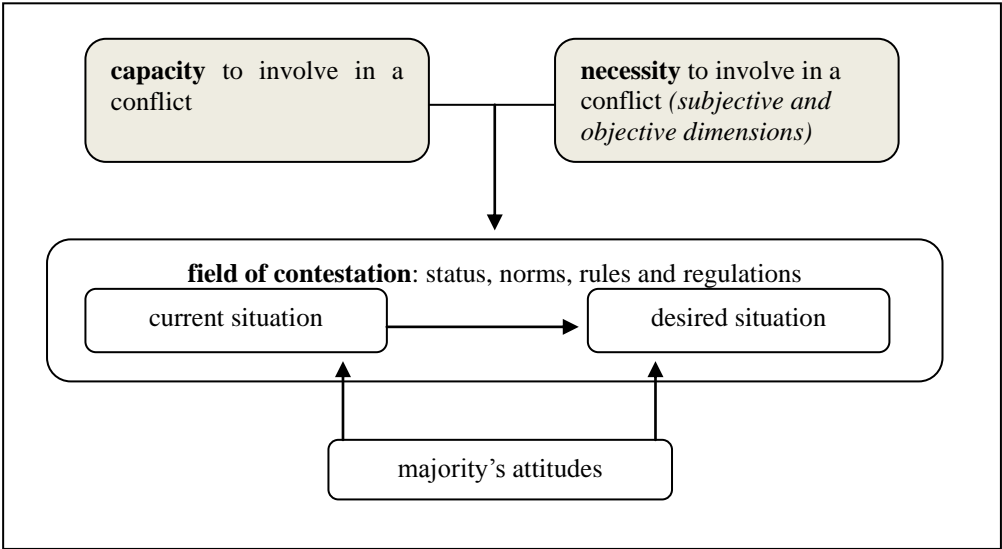 capacity to involve in a
conflict
necessity to involve in a
conflict (subjective and
objective dimensions)
field of contestation: status, norms, rules and regulations
current situation
desired situation
majority’s attitudes